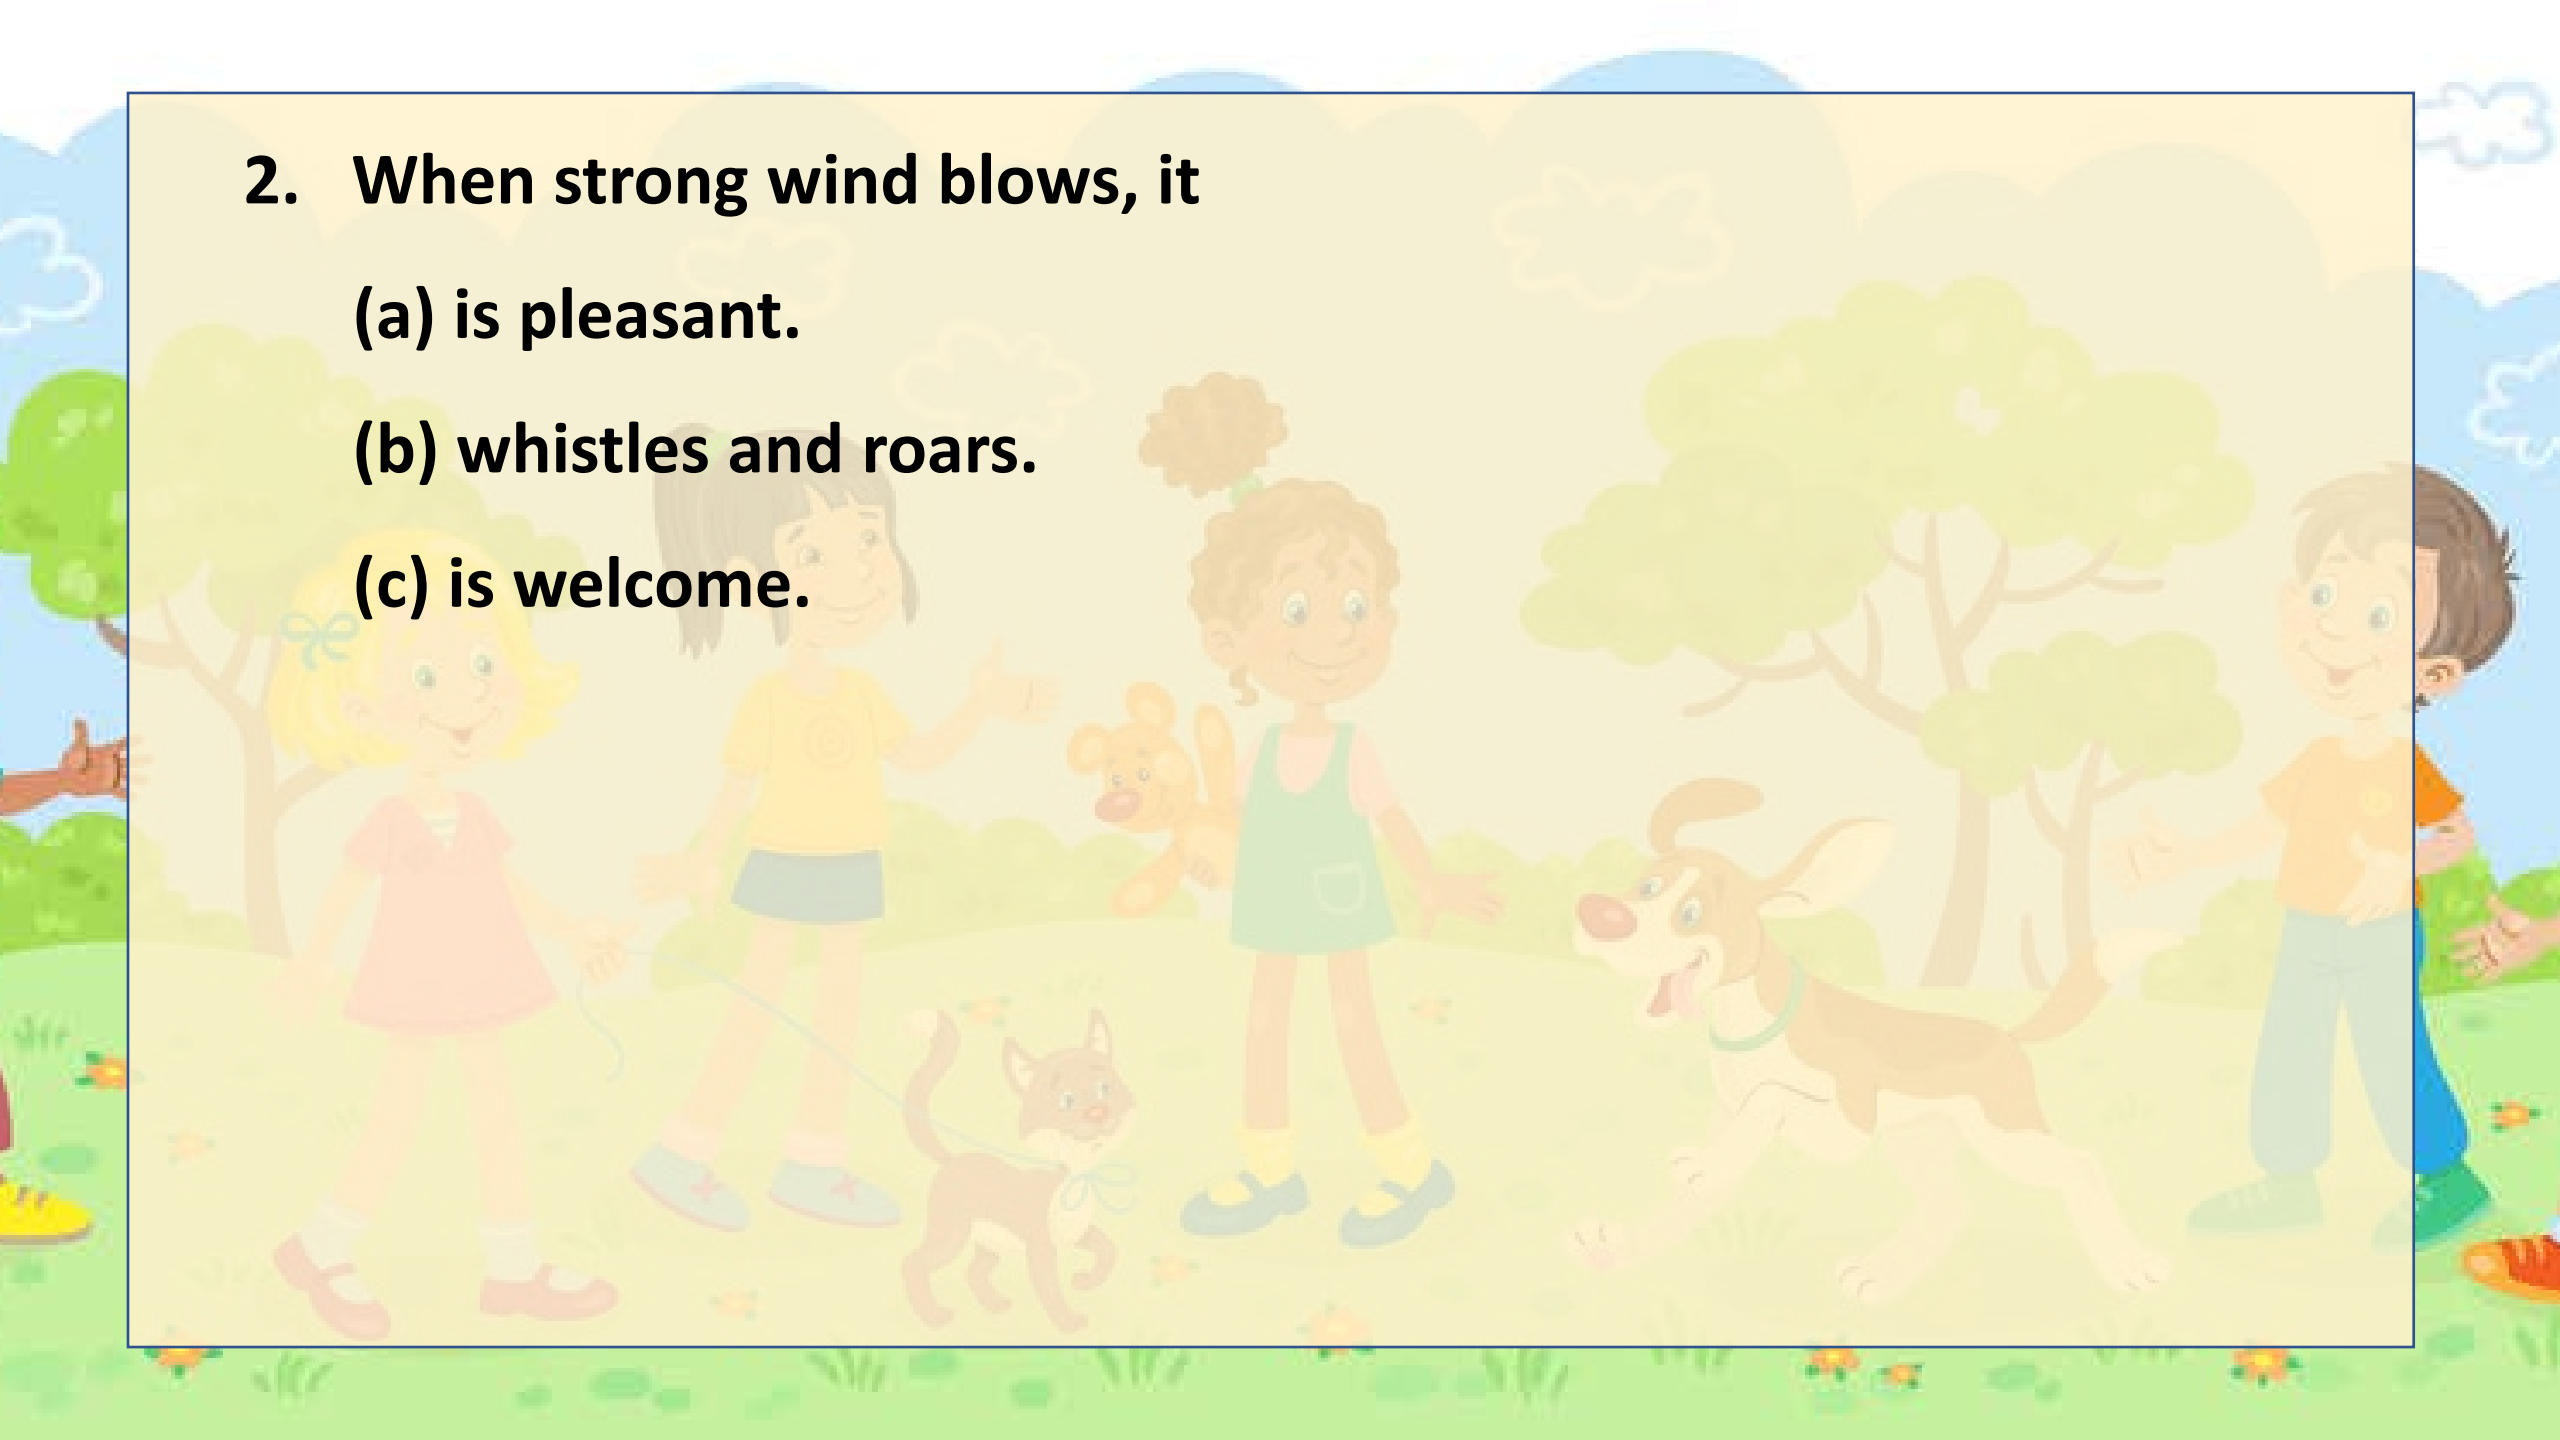 2. When strong wind blows, it
(a) is pleasant.
(b) whistles and roars.
(c) is welcome.